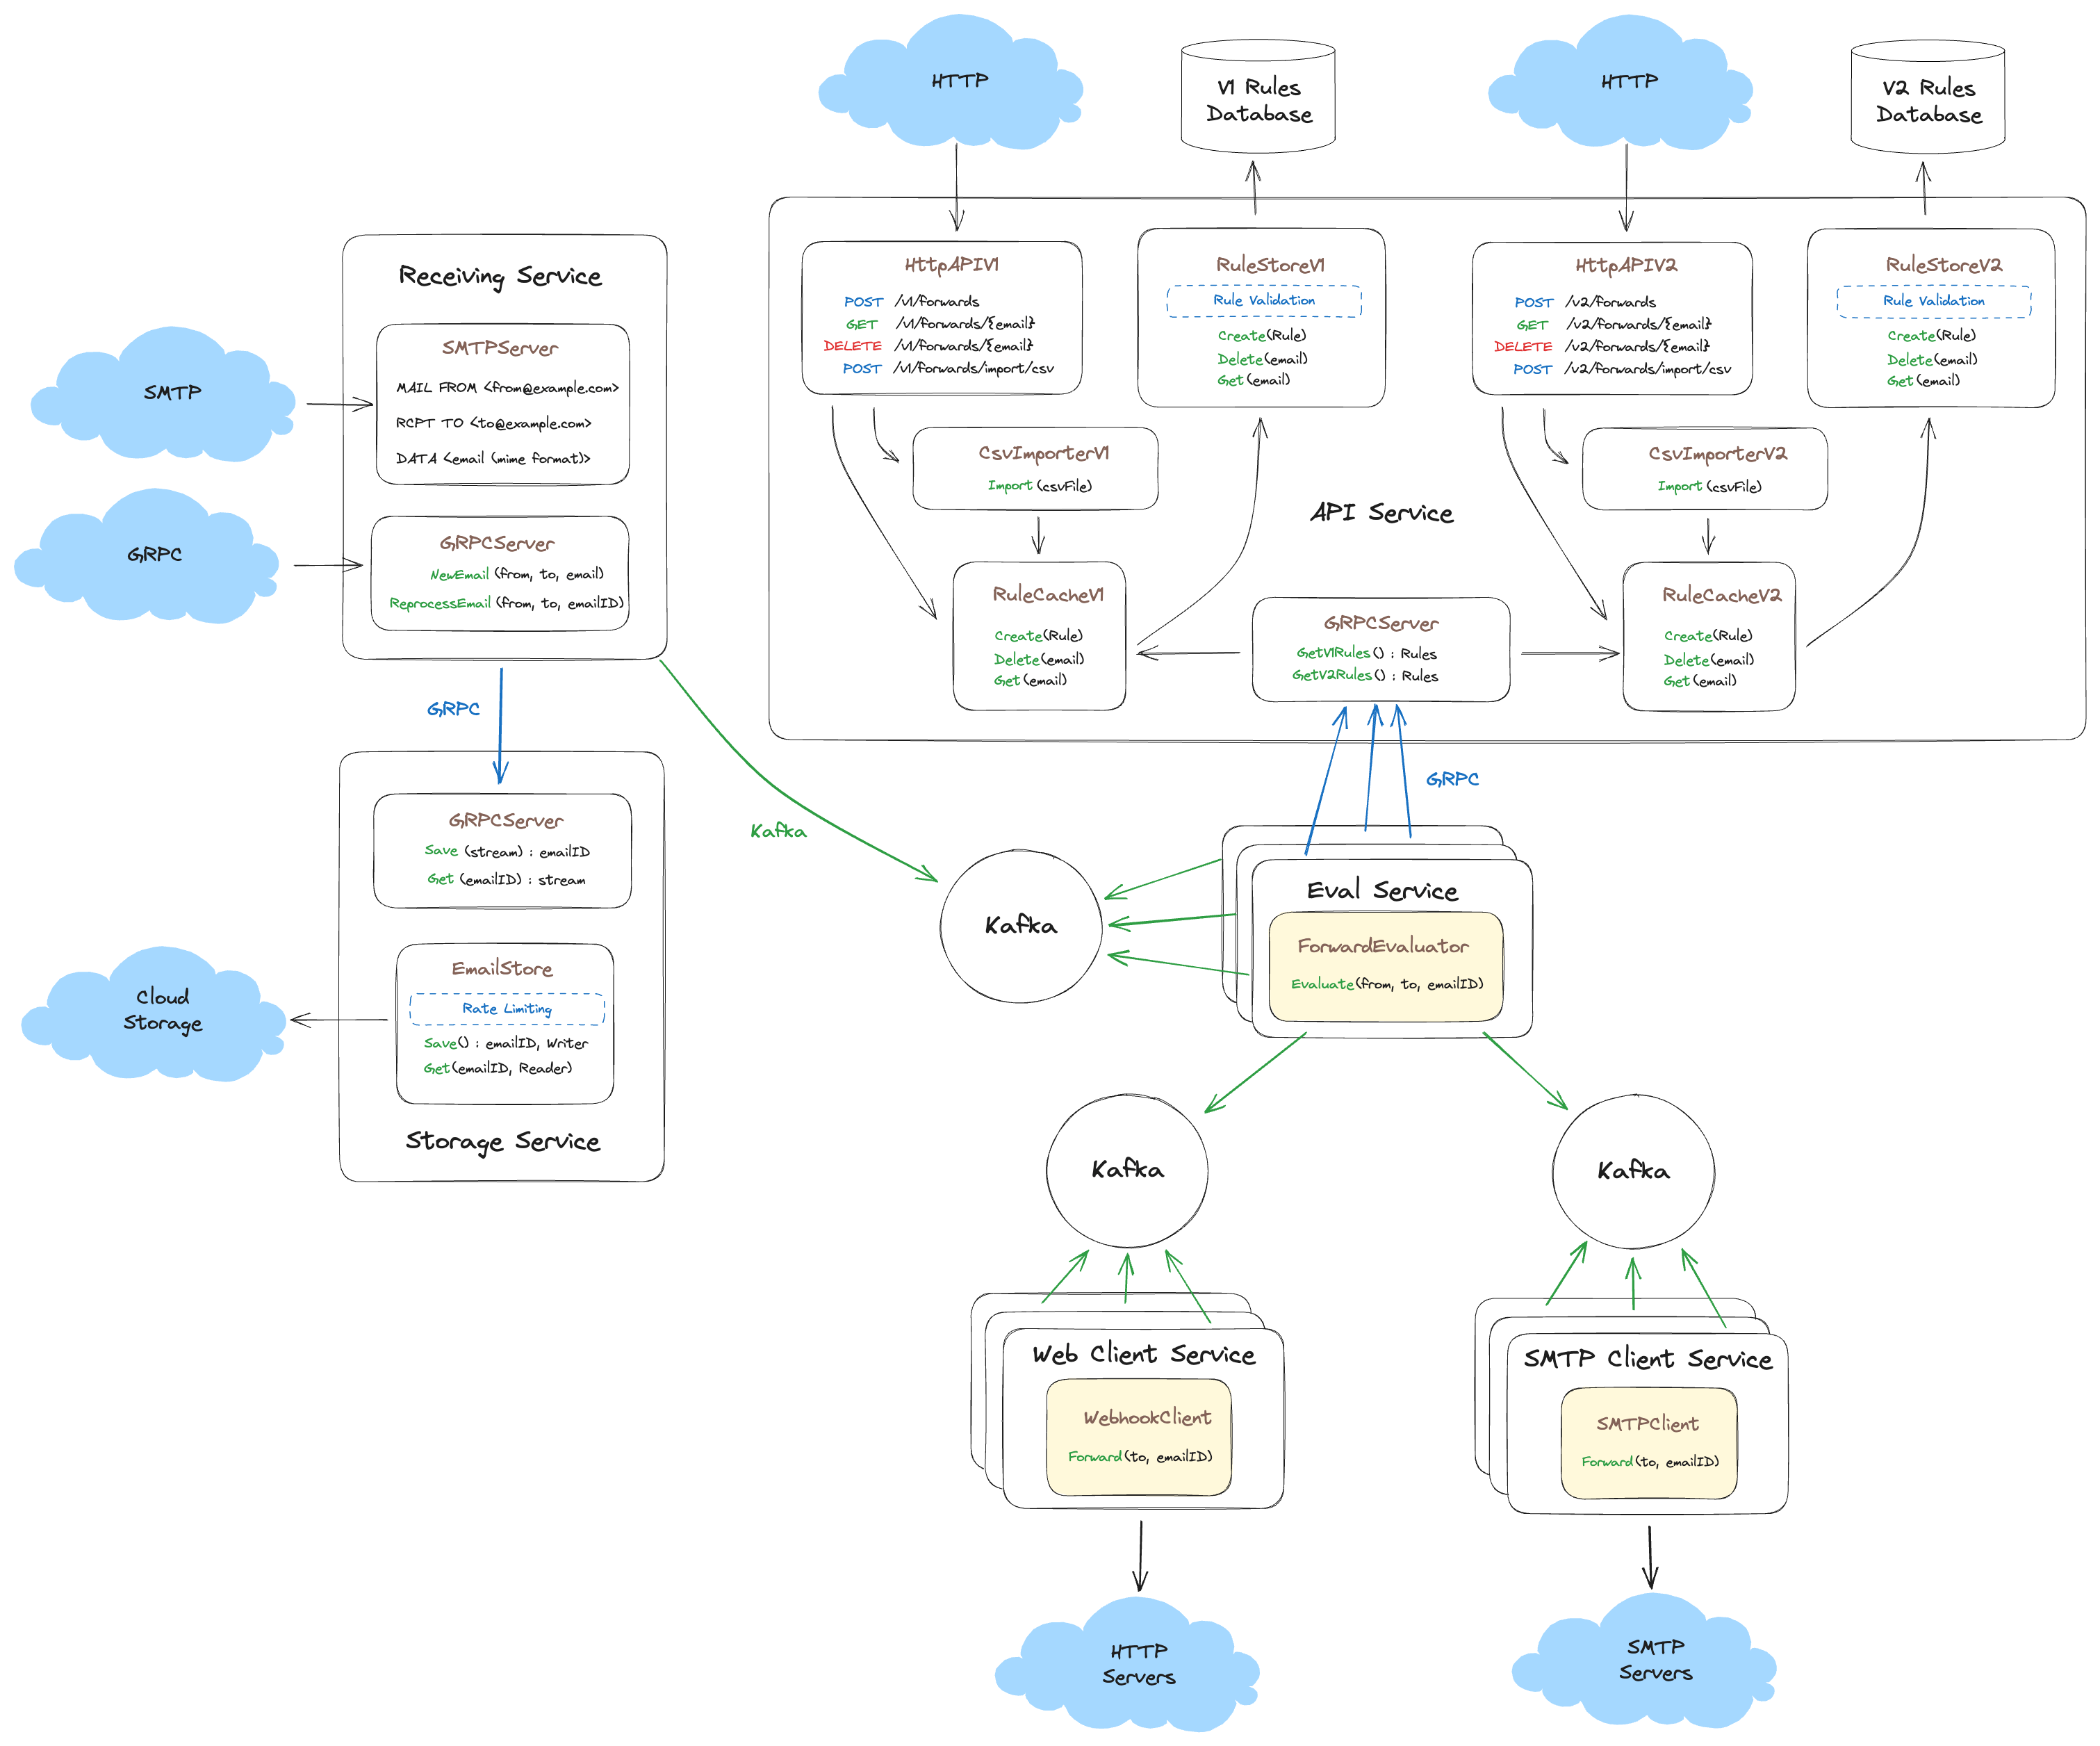 HTTP
V1 Rules
Database
HTTP
V2 Rules
Database
Receiving Service
SMTPServer
MAIL FROM <from@example.com>
RCPT TO <to@example.com>
DATA <email (mime format)>
SMTP
GRPC
GRPCServer
NewEmail (from, to, email)
ReprocessEmail (from, to, emailID)
HttpAPIV1
POST /v1/forwards
GET /v1/forwards/{email}
DELETE /v1/forwards/{email}
POST /v1/forwards/import/csv
RuleStoreV1
Rule Validation
Create(Rule)
Delete(email)
Get(email)
HttpAPIV2
POST /v2/forwards
GET /v2/forwards/{email}
DELETE /v2/forwards/{email}
POST /v2/forwards/import/csv
RuleStoreV2
Rule Validation
Create(Rule)
Delete(email)
Get(email)
CsvImporterV1
Import (csvFile)
API Service
CsvImporterV2
Import (csvFile)
RuleCacheV1
Create(Rule)
Delete(email)
Get(email)
GRPCServer
GetV1Rules() : Rules
GetV2Rules() : Rules
RuleCacheV2
Create(Rule)
Delete(email)
Get(email)
GRPC
Kafka
GRPC
GRPCServer
Save (stream) : emailID
Get (emailID) : stream
EmailStore
Rate Limiting
Save() : emailID, Writer
Get(emailID, Reader)
Storage Service
Cloud
Storage
Kafka
Eval Service
ForwardEvaluator
Evaluate(from, to, emailID)
Kafka
Kafka
Web Client Service
WebhookClient
Forward(to, emailID)
SMTP Client Service
SMTPClient
Forward(to, emailID)
HTTP
Servers
SMTP
Servers